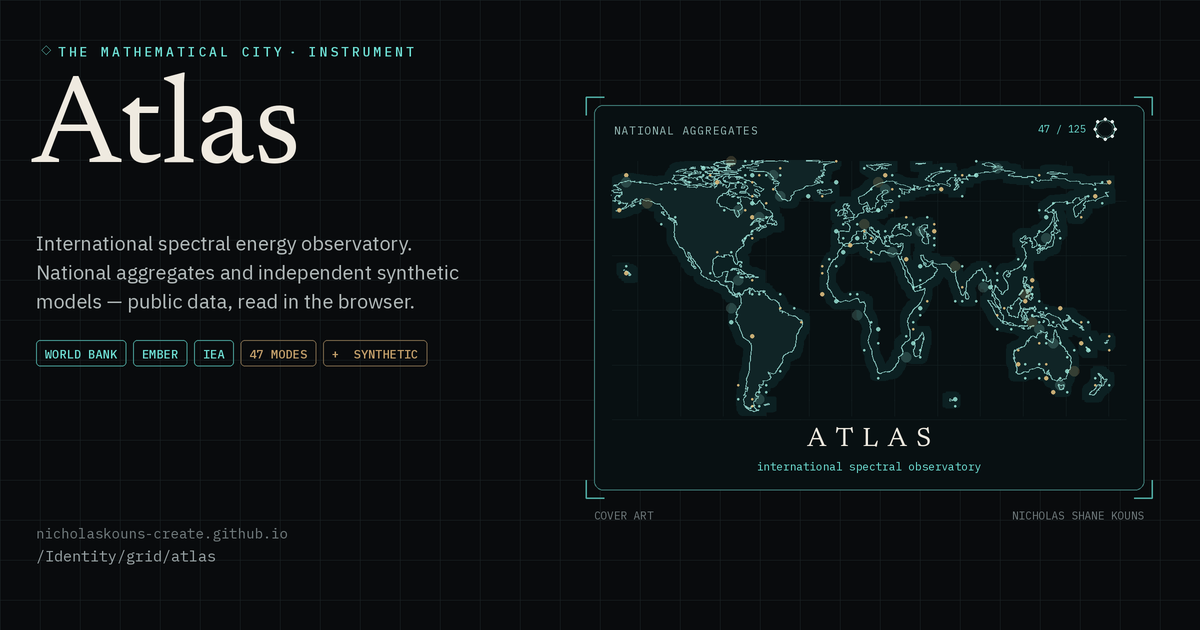 THE MATHEMATICAL CITY · INSTRUMENT
Atlas
International spectral energy observatory.
National aggregates and independent synthetic
models — public data, read in the browser.
WORLD BANK
EMBER
IEA
47 MODES
+ SYNTHETIC
nicholaskouns-create.github.io
/Identity/grid/atlas
NATIONAL AGGREGATES
47 / 125
ATLAS
international spectral observatory
COVER ART
NICHOLAS SHANE KOUNS